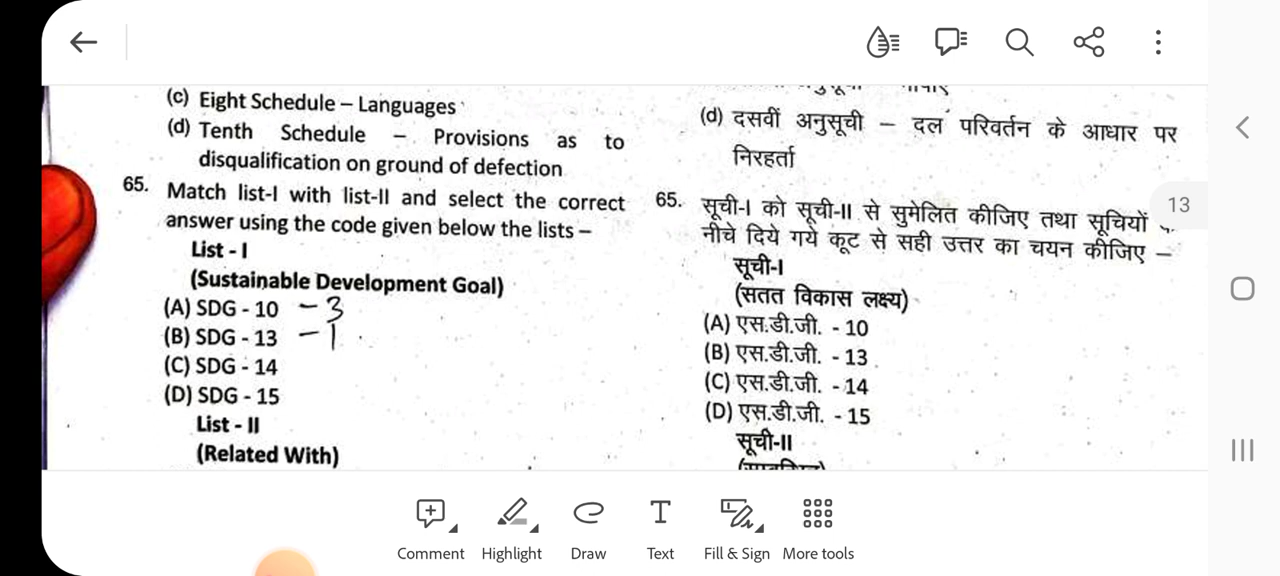 (c) Eight Schedule – Languages
(d) Tenth Schedule – Provisions as to
disqualification on ground of defection
65. Match list-I with list-II and select the correct
answer using the code given below the lists –
List - I
(Sustainable Development Goal)
(A) SDG - 10 – 3
(B) SDG - 13 – 1
(C) SDG - 14
(D) SDG - 15
List - II
(Related With)
(d) दसवीं अनुसूची – दल परिवर्तन के आधार पर
निरहर्ता
65. सूची-I को सूची-II से सुमेलित कीजिए तथा सूचियों
नीचे दिये गये कूट से सही उत्तर का चयन कीजिए –
सूची-I
(सतत विकास लक्ष्य)
(A) एस.डी.जी. - 10
(B) एस.डी.जी. - 13
(C) एस.डी.जी. - 14
(D) एस.डी.जी. - 15
सूची-II
13
Comment Highlight Draw Text Fill & Sign More tools